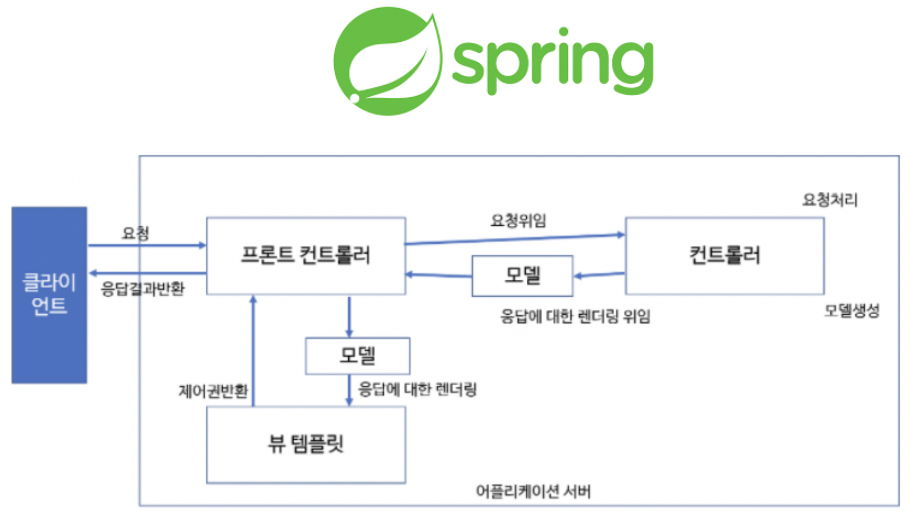 spring
요청처리
요청위임
요청
프론트 컨트롤러
컨트롤러
모델
클라이
언트
응답결과반환
모델생성
응답에 대한 렌더링 위임
모델
제어권반환
응답에 대한 렌더링
뷰 템플릿
어플리케이션 서버